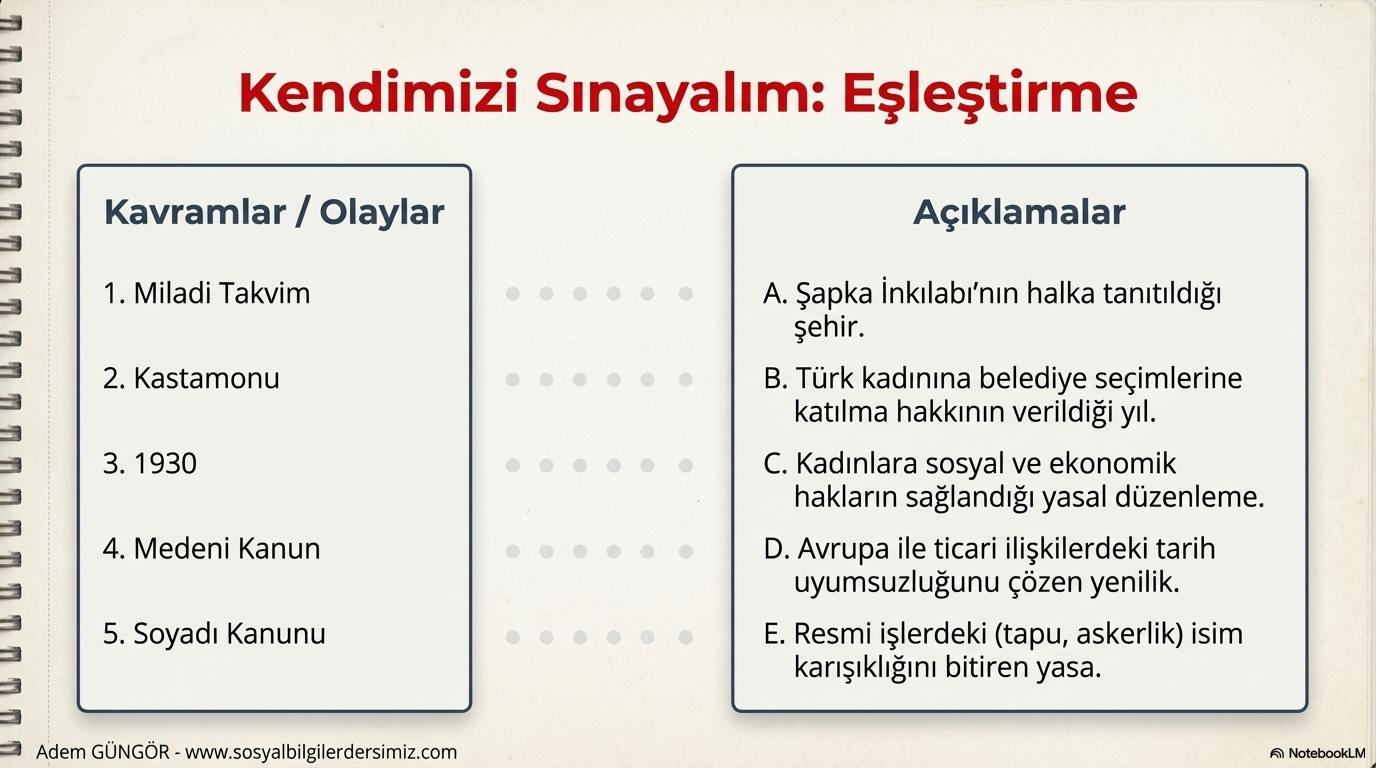 Kendimizi Sınayalım: Eşleştirme
Kavramlar / Olaylar
1. Miladi Takvim
2. Kastamonu
3. 1930
4. Medeni Kanun
5. Soyadı Kanunu
Açıklamalar
A. Şapka İnkılabı’nın halka tanıtıldığı
şehir.
B. Türk kadınına belediye seçimlerine
katılma hakkının verildiği yıl.
C. Kadınlara sosyal ve ekonomik
hakların sağlandığı yasal düzenleme.
D. Avrupa ile ticari ilişkilerdeki tarih
uyumsuzluğunu çözen yenilik.
E. Resmi işlerdeki (tapu, askerlik) isim
karışıklığını bitiren yasa.
Adem GÜNGÖR - www.sosyalbilgilerdersimiz.com
NotebookLM